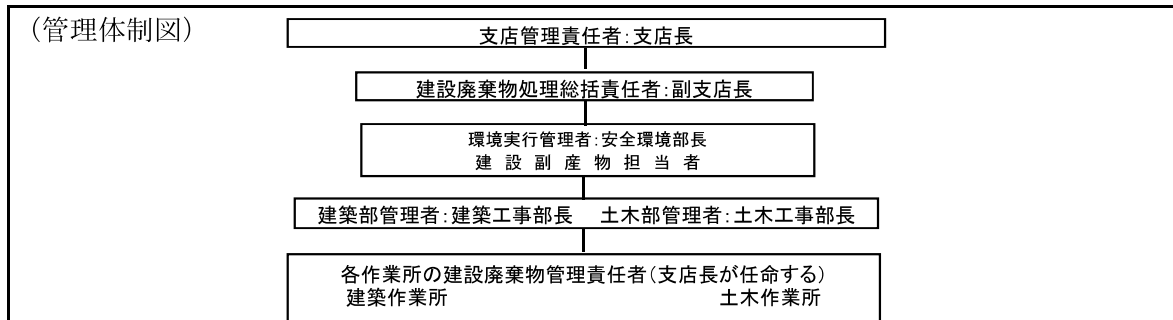 （管理体制図）
支店管理責任者：支店長
建設廃棄物処理総括責任者：副支店長
環境実行管理者：安全環境部長
建設副産物担当者
建築部管理者：建築工事部長　土木部管理者：土木工事部長
各作業所の建設廃棄物管理責任者（支店長が任命する）
建築作業所　土木作業所